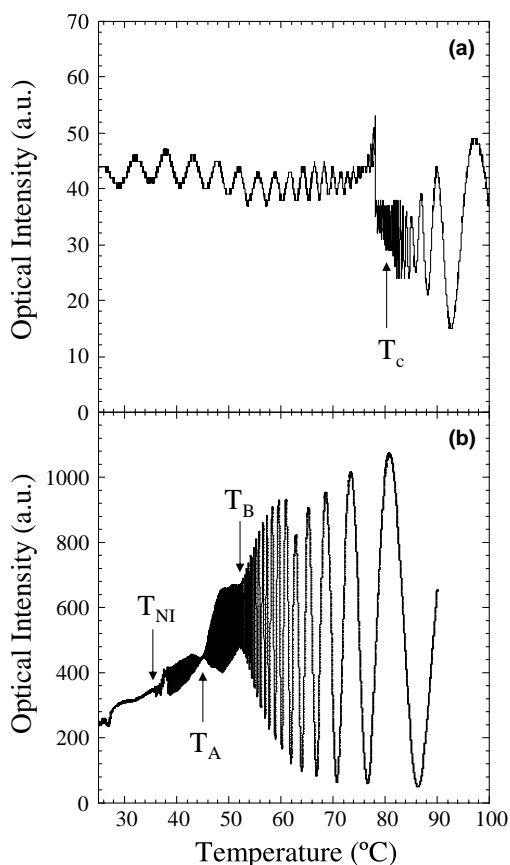 70
(a)
60
50
40
30
20
10
0
Optical Intensity (a.u.)
T_c
(b)
1000
800
600
400
200
0
Optical Intensity (a.u.)
T_B
T_NI
T_A
30 40 50 60 70 80 90 100
Temperature (ºC)